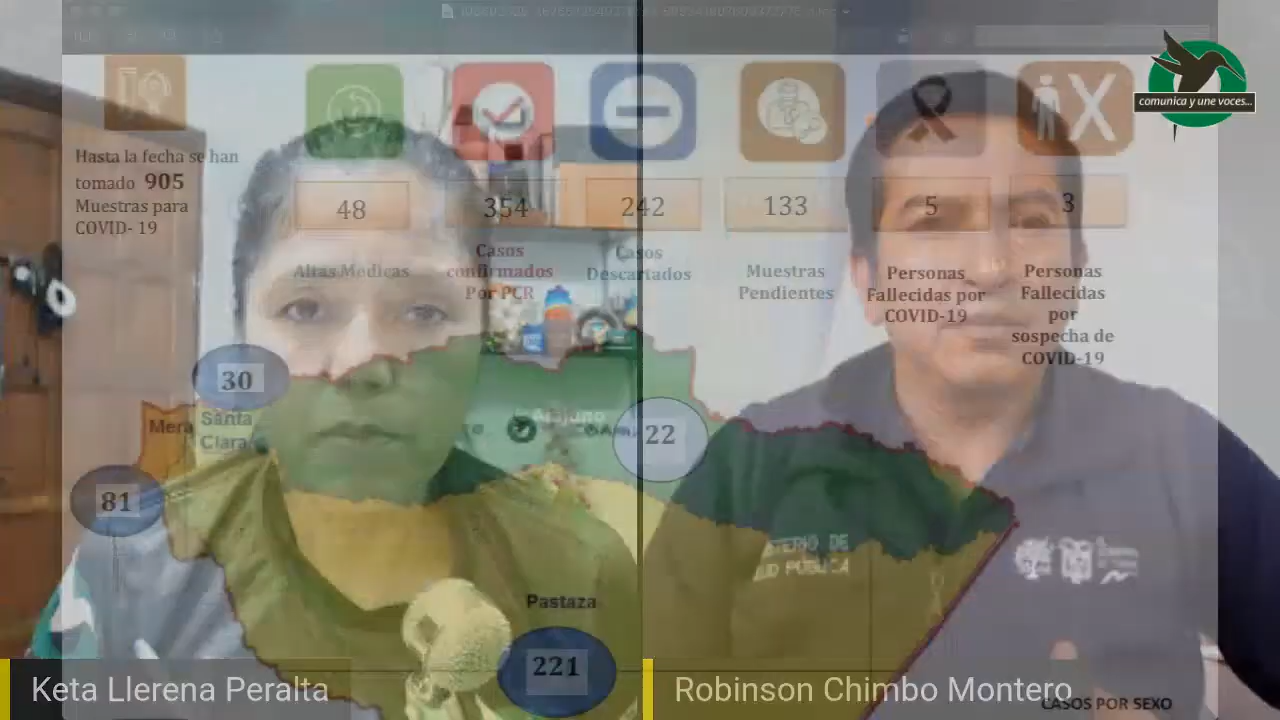 comunica y une voces...
Hasta la fecha se han
tomado 905
Muestras para
COVID- 19
48
354
242
133
5
3
Altas Médicas
Casos
confirmados
Por PCR
Casos
Descartados
Muestras
Pendientes
Personas
Fallecidas por
COVID-19
Personas
Fallecidas
por
sospecha de
COVID-19
30
Mera
Santa
Clara
Arajuno
22
81
DE
PÚBLICA
Pastaza
221
Keta Llerena Peralta
Robinson Chimbo Montero
CASOS POR SEXO